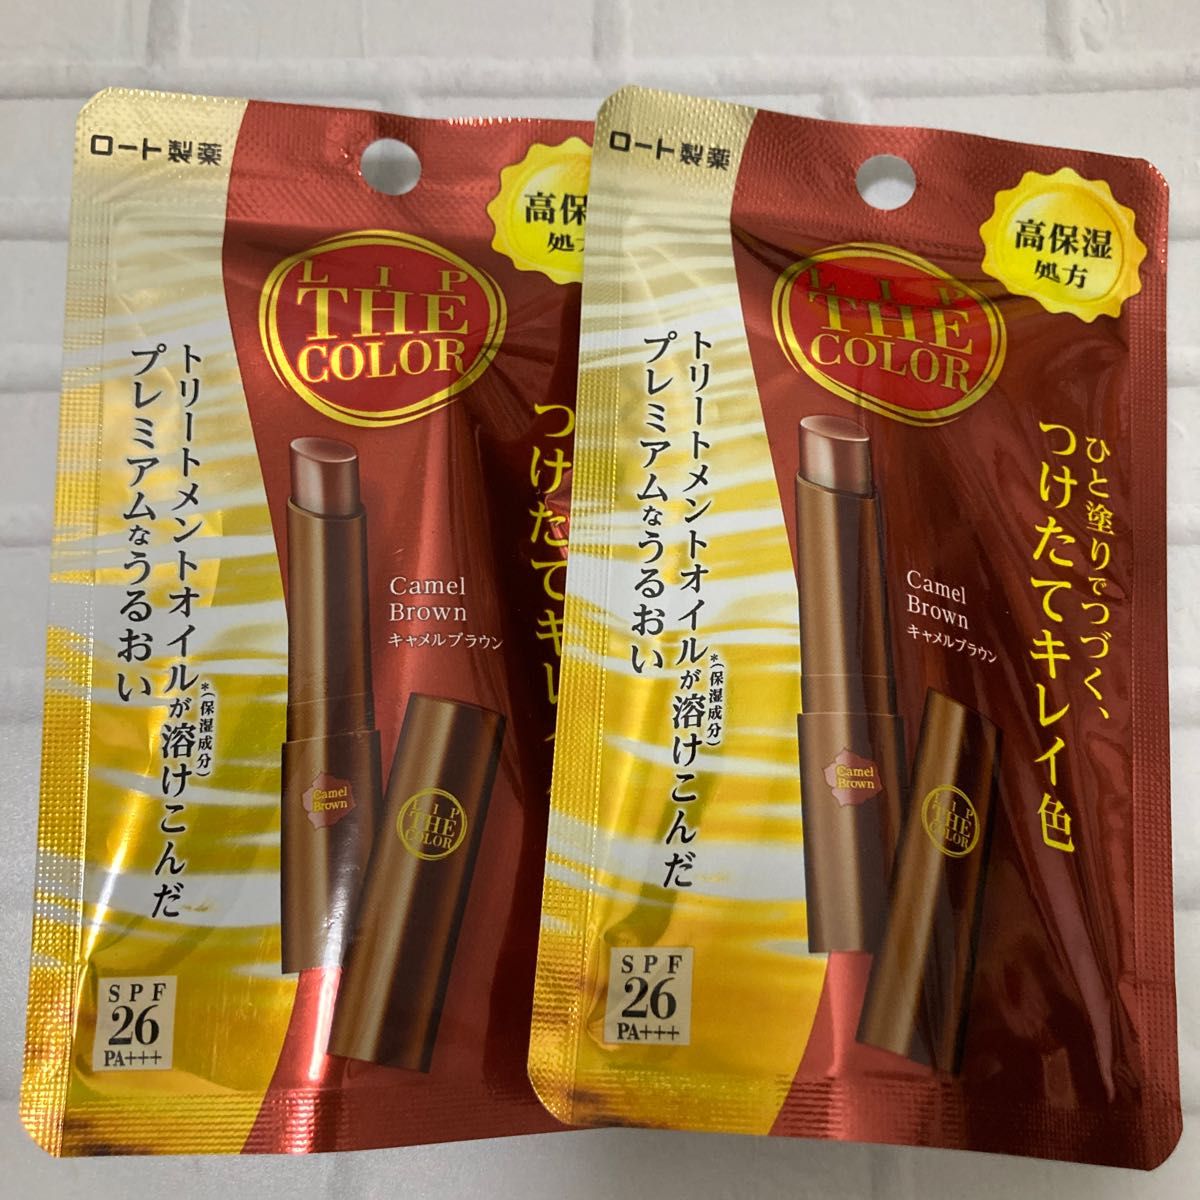 ロート製薬
高保
処方
LIP
THE
COLOR
トリートメントオイルが溶けこんだ
*(保湿成分)
プレミアムなうるおい
つけたてキレイ
Camel
Brown
キャメルブラウン
Camel
Brown
LIP
THE
COLOR
SPF
26
PA+++
ロート製薬
高保湿
処方
LIP
THE
COLOR
ひと塗りでつづく、
つけたてキレイ色
トリートメントオイルが溶けこんだ
*(保湿成分)
プレミアムなうるおい
Camel
Brown
キャメルブラウン
Camel
Brown
LIP
THE
COLOR
SPF
26
PA+++